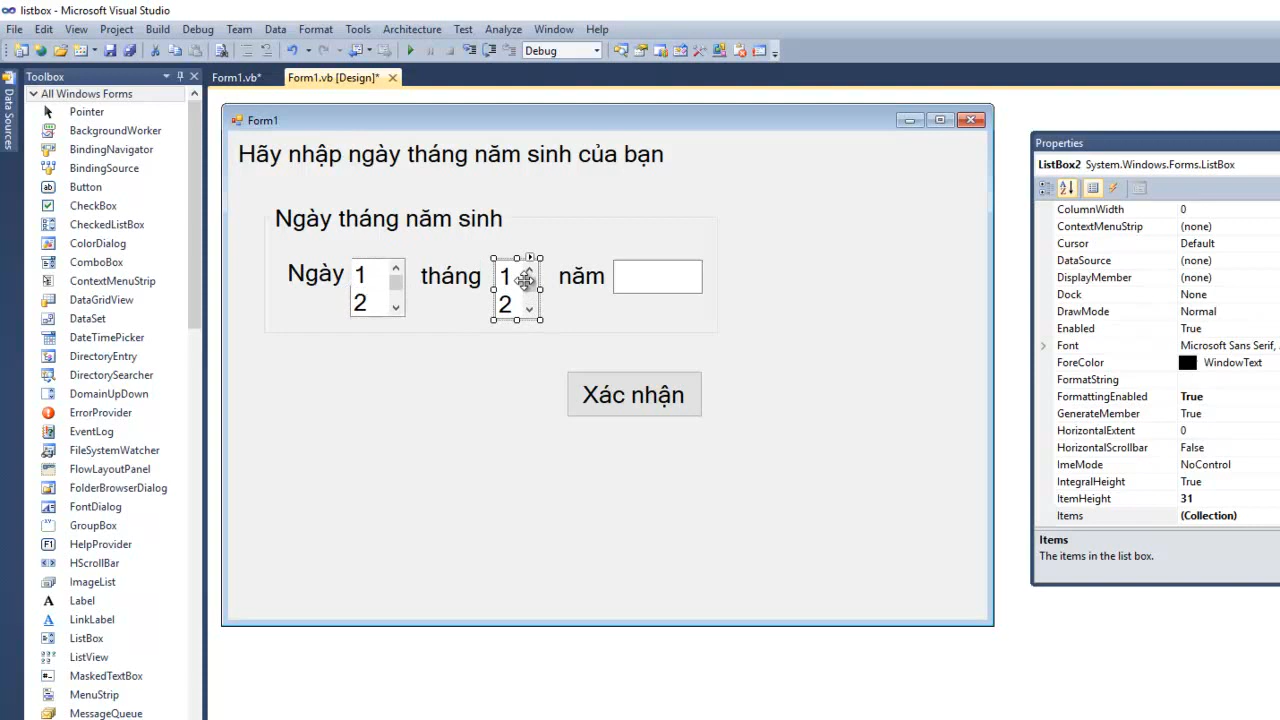 listbox - Microsoft Visual Studio
File Edit View Project Build Debug Team Data Format Tools Architecture Test Analyze Window Help
Debug
Toolbox
Form1.vb*
Form1.vb [Design]*
Data Sources
All Windows Forms
Pointer
BackgroundWorker
BindingNavigator
BindingSource
Button
CheckBox
CheckedListBox
ColorDialog
ComboBox
ContextMenuStrip
DataGridView
DataSet
DateTimePicker
DirectoryEntry
DirectorySearcher
DomainUpDown
ErrorProvider
EventLog
FileSystemWatcher
FlowLayoutPanel
FolderBrowserDialog
FontDialog
GroupBox
HelpProvider
HScrollBar
ImageList
Label
LinkLabel
ListBox
ListView
MaskedTextBox
MenuStrip
MessageQueue
Form1
Hãy nhập ngày tháng năm sinh của bạn
Ngày tháng năm sinh
Ngày 1 tháng 1 năm
2 2
Xác nhận
Properties
ListBox2 System.Windows.Forms.ListBox
ColumnWidth 0
ContextMenuStrip (none)
Cursor Default
DataSource (none)
DisplayMember (none)
Dock None
DrawMode Normal
Enabled True
Font Microsoft Sans Serif,
ForeColor WindowText
FormatString
FormattingEnabled True
GenerateMember True
HorizontalExtent 0
HorizontalScrollbar False
ImeMode NoControl
IntegralHeight True
ItemHeight 31
Items (Collection)
Items
The items in the list box.